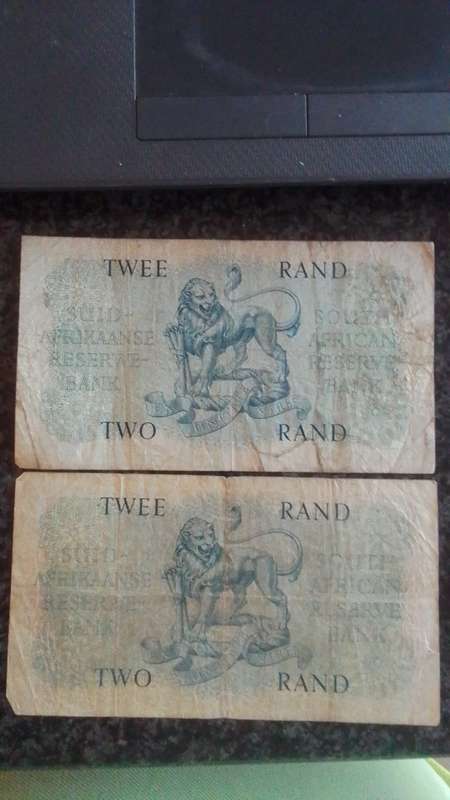 TWEE RAND
SUID-
AFRIKAANSE
RESERWE-
BANK
SOUTH
AFRICAN
RESERVE
BANK
TWO RAND
TWEE RAND
SUID-
AFRIKAANSE
RESERWE-
BANK
SOUTH
AFRICAN
RESERVE
BANK
TWO RAND